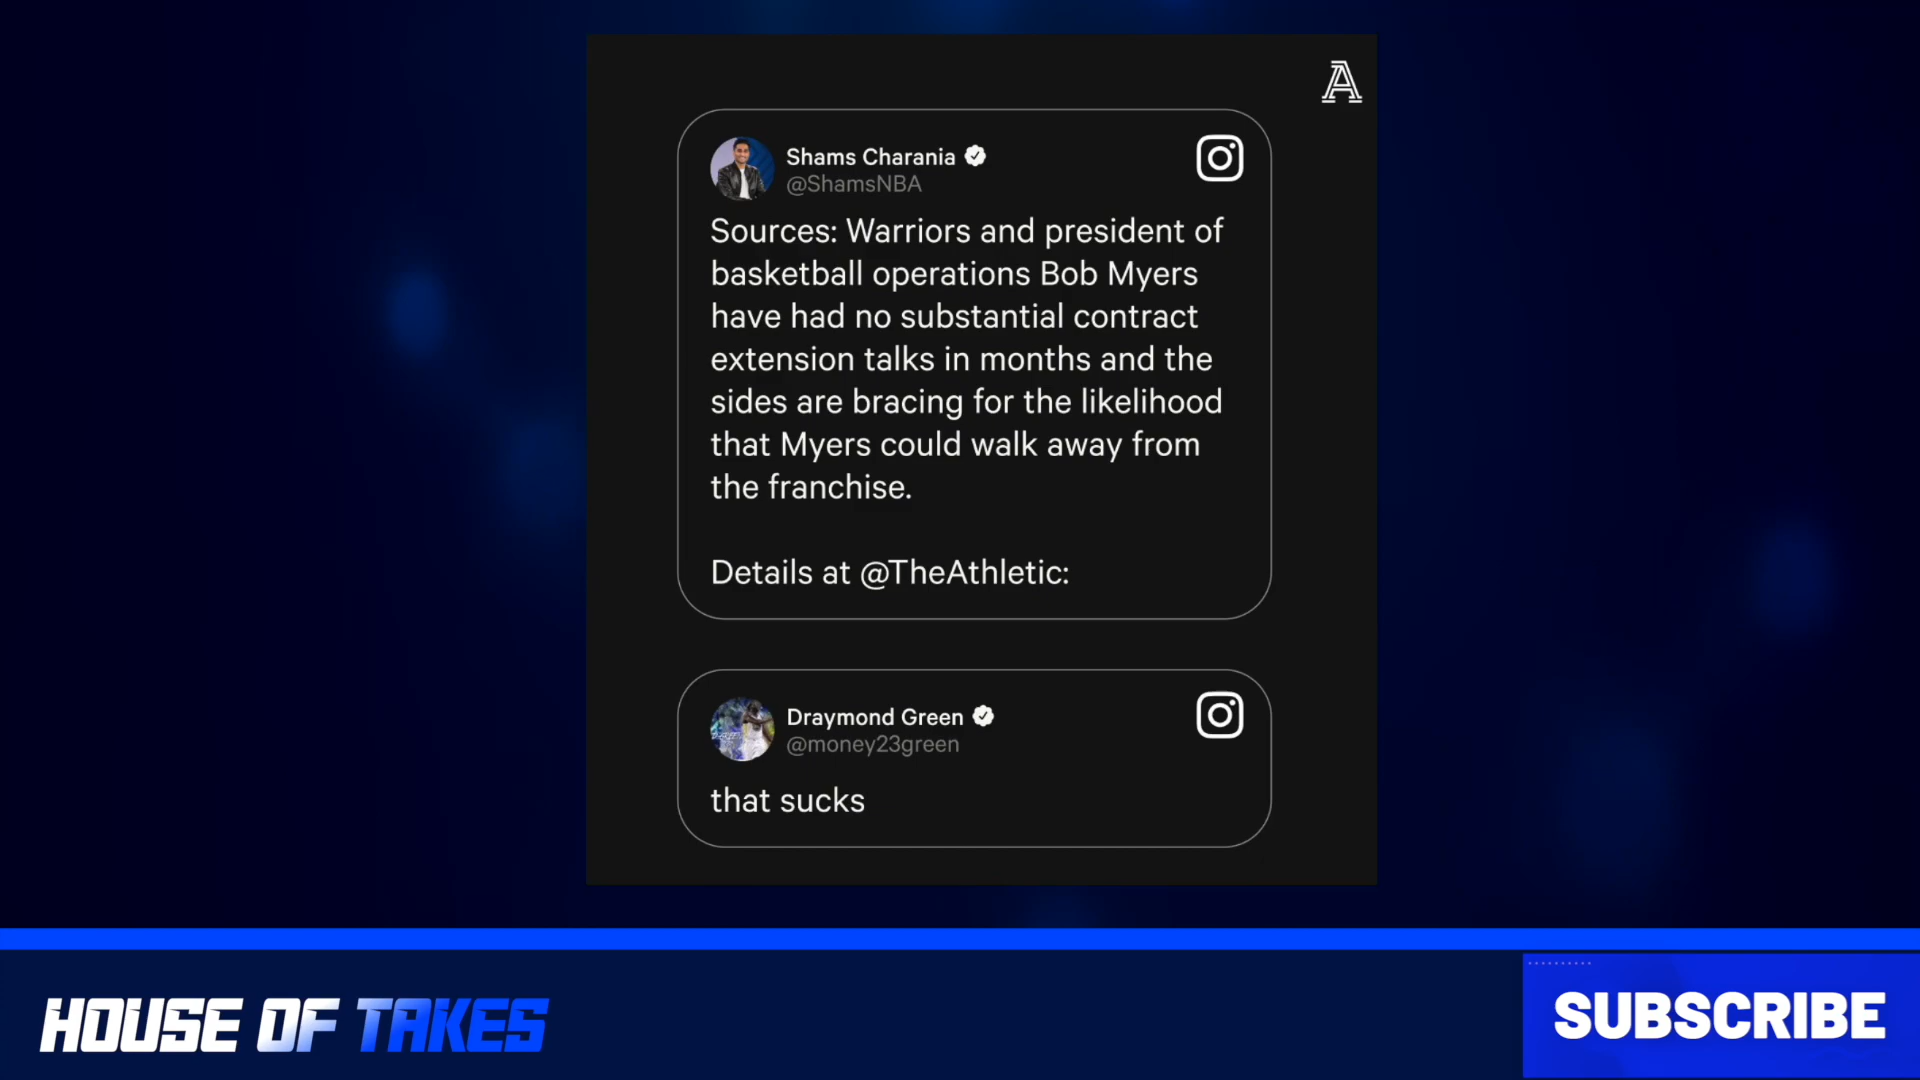 A
Shams Charania
@ShamsNBA
Sources: Warriors and president of
basketball operations Bob Myers
have had no substantial contract
extension talks in months and the
sides are bracing for the likelihood
that Myers could walk away from
the franchise.
Details at @TheAthletic:
Draymond Green
@money23green
that sucks
HOUSE OF TAKES
SUBSCRIBE